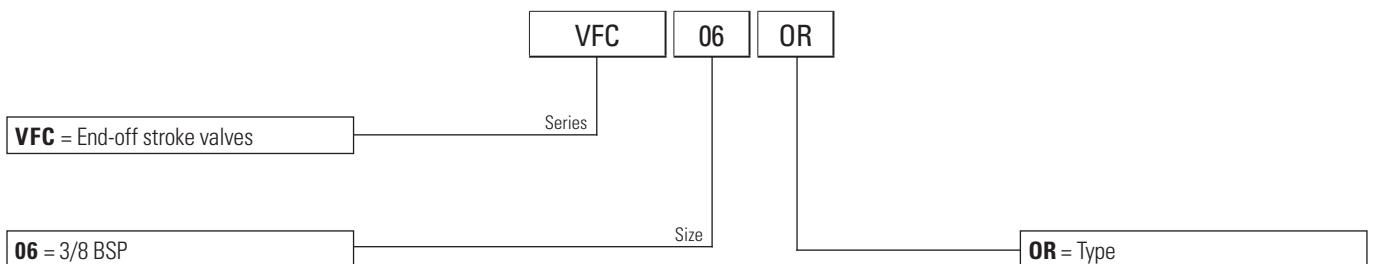 VFC 06 OR
Series
VFC = End-off stroke valves
Size
06 = 3/8 BSP
OR = Type